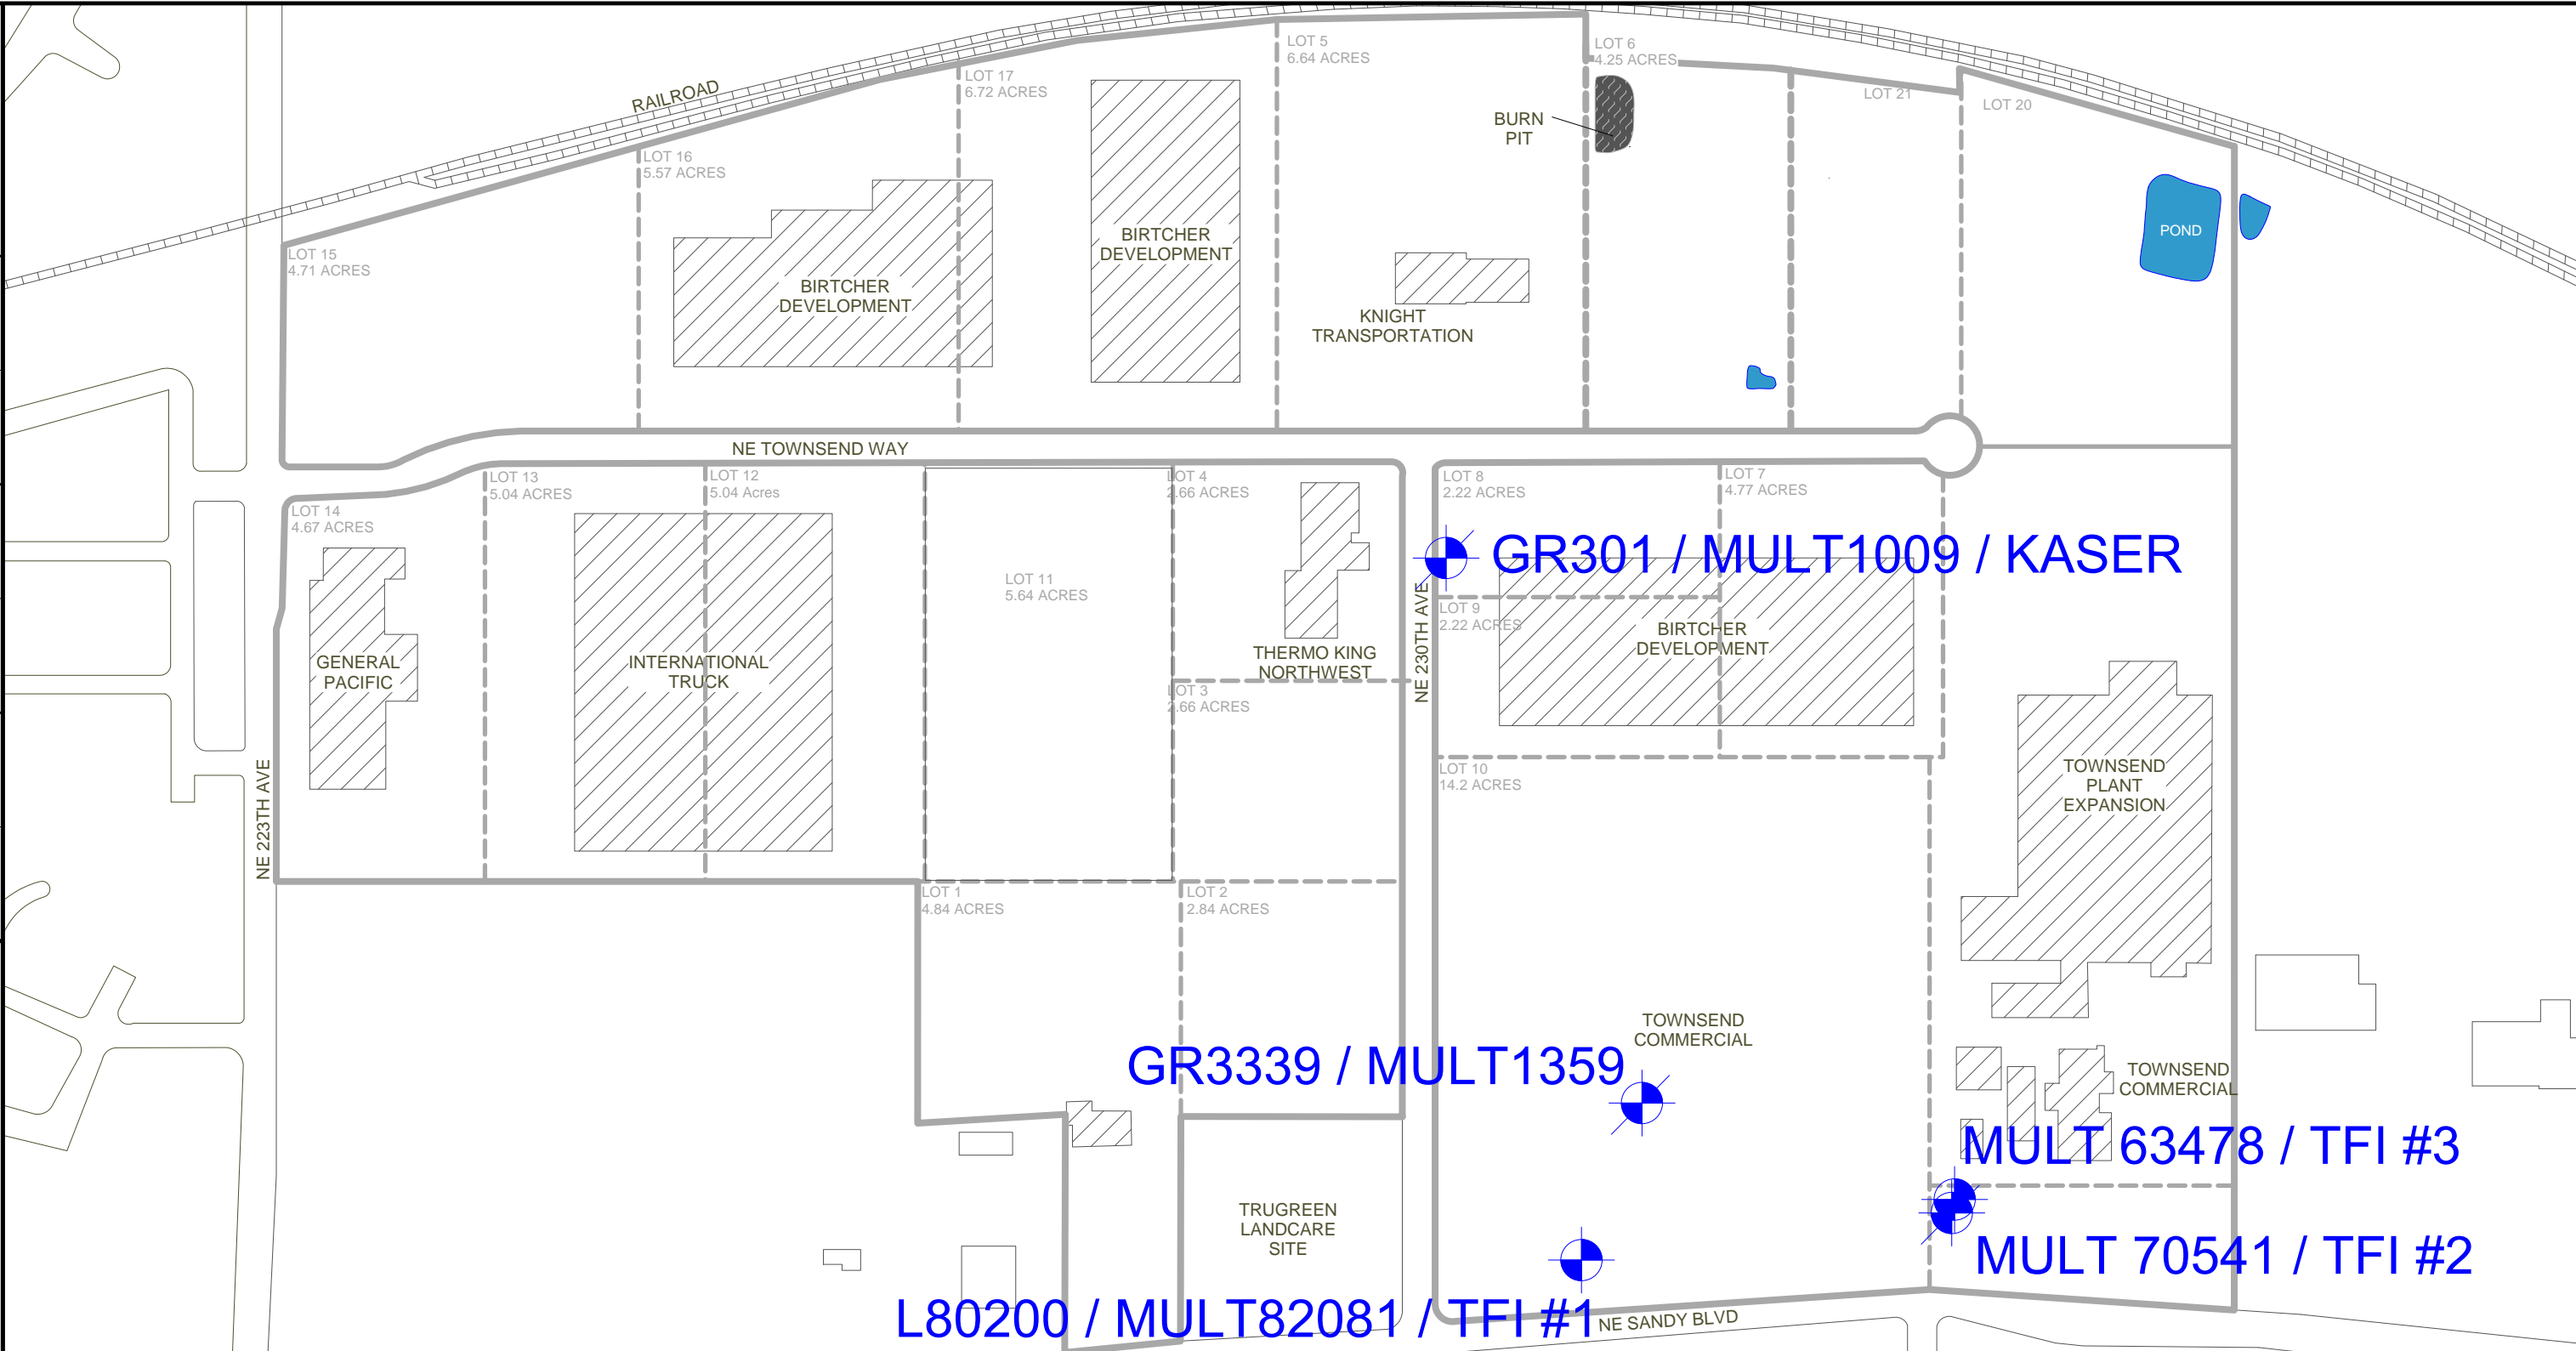 LOT 5
6.64 ACRES
LOT 6
4.25 ACRES
LOT 17
6.72 ACRES
RAILROAD
LOT 21
LOT 20
BURN
PIT
LOT 16
5.57 ACRES
POND
BIRTCHER
DEVELOPMENT
LOT 15
4.71 ACRES
BIRTCHER
DEVELOPMENT
KNIGHT
TRANSPORTATION
NE TOWNSEND WAY
LOT 13
5.04 ACRES
LOT 12
5.04 Acres
LOT 4
2.66 ACRES
LOT 8
2.22 ACRES
LOT 7
4.77 ACRES
LOT 14
4.67 ACRES
GR301 / MULT1009 / KASER
LOT 11
5.64 ACRES
LOT 9
2.22 ACRES
BIRTCHER
DEVELOPMENT
NE 230TH AVE
GENERAL
PACIFIC
INTERNATIONAL
TRUCK
THERMO KING
NORTHWEST
LOT 3
2.66 ACRES
LOT 10
14.2 ACRES
TOWNSEND
PLANT
EXPANSION
NE 223TH AVE
LOT 1
4.84 ACRES
LOT 2
2.84 ACRES
TOWNSEND
COMMERCIAL
GR3339 / MULT1359
TOWNSEND
COMMERCIAL
MULT 63478 / TFI #3
TRUGREEN
LANDCARE
SITE
MULT 70541 / TFI #2
L80200 / MULT82081 / TFI #1
NE SANDY BLVD